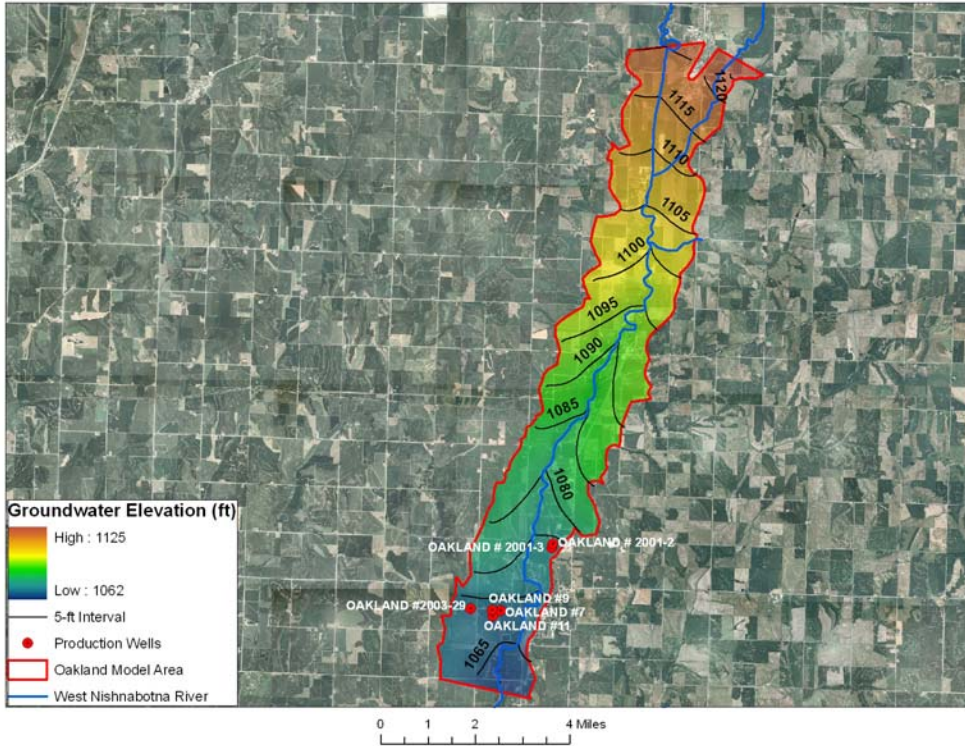 1120
1115
1110
1105
1100
1095
1090
1085
1080
OAKLAND # 2001-3
OAKLAND # 2001-2
OAKLAND #9
OAKLAND #2003-29
OAKLAND #7
OAKLAND #11
1065
Groundwater Elevation (ft)
High : 1125
Low : 1062
5-ft Interval
Production Wells
Oakland Model Area
West Nishnabotna River
0 1 2 4 Miles